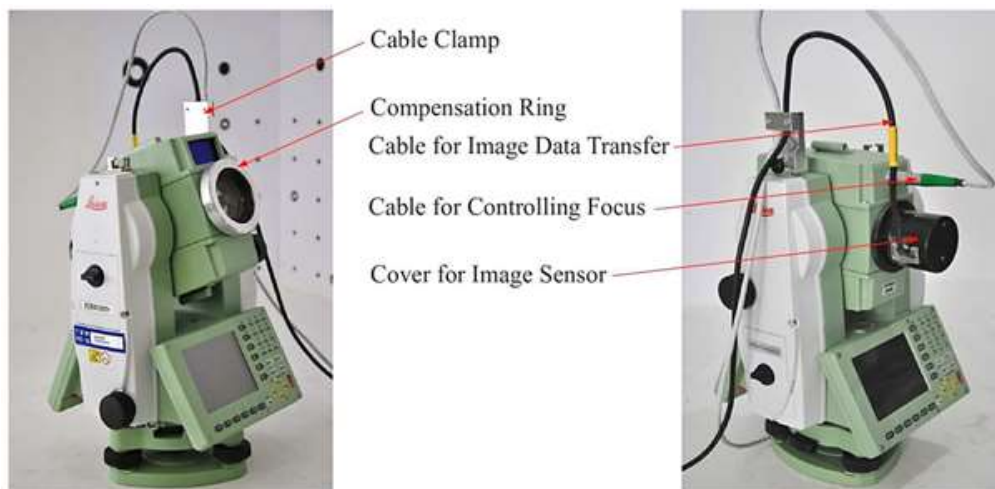 Cable Clamp
Compensation Ring
Cable for Image Data Transfer
Cable for Controlling Focus
Cover for Image Sensor
Leica